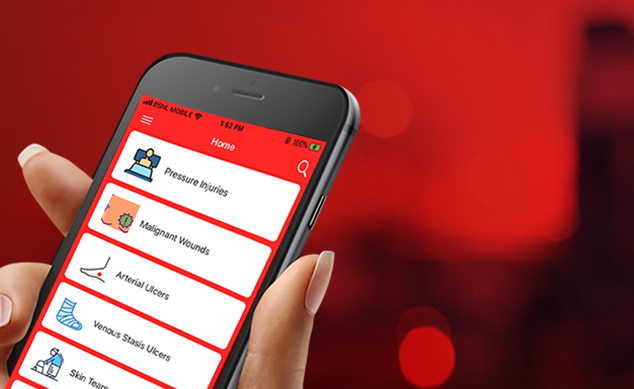 BSNL MOBILE 1:52 PM 100%
Home
Pressure Injuries
Malignant Wounds
Arterial Ulcers
Venous Stasis Ulcers
Skin Tears